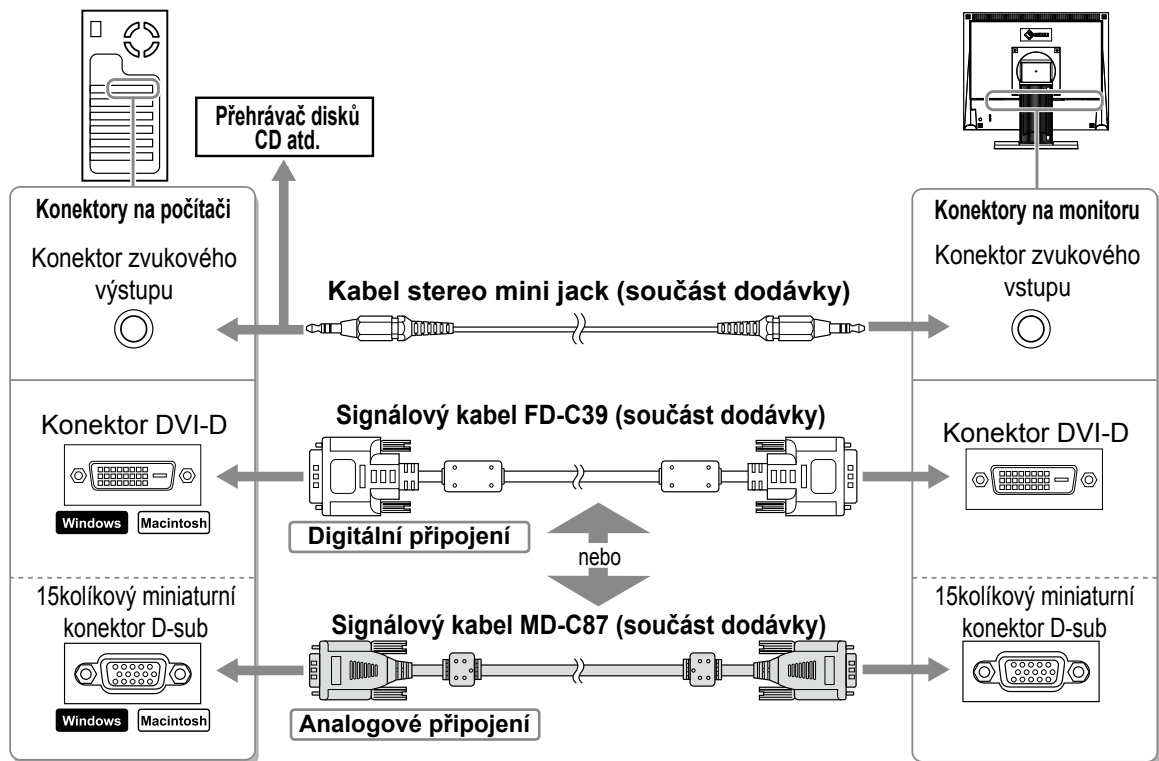 Přehrávač disků
CD atd.
Konektory na počítači
Konektor zvukového
výstupu
Konektor DVI-D
Windows Macintosh
15kolíkový miniaturní
konektor D-sub
Windows Macintosh
Kabel stereo mini jack (součást dodávky)
Signálový kabel FD-C39 (součást dodávky)
Digitální připojení
nebo
Signálový kabel MD-C87 (součást dodávky)
Analogové připojení
Konektory na monitoru
Konektor zvukového
vstupu
Konektor DVI-D
15kolíkový miniaturní
konektor D-sub